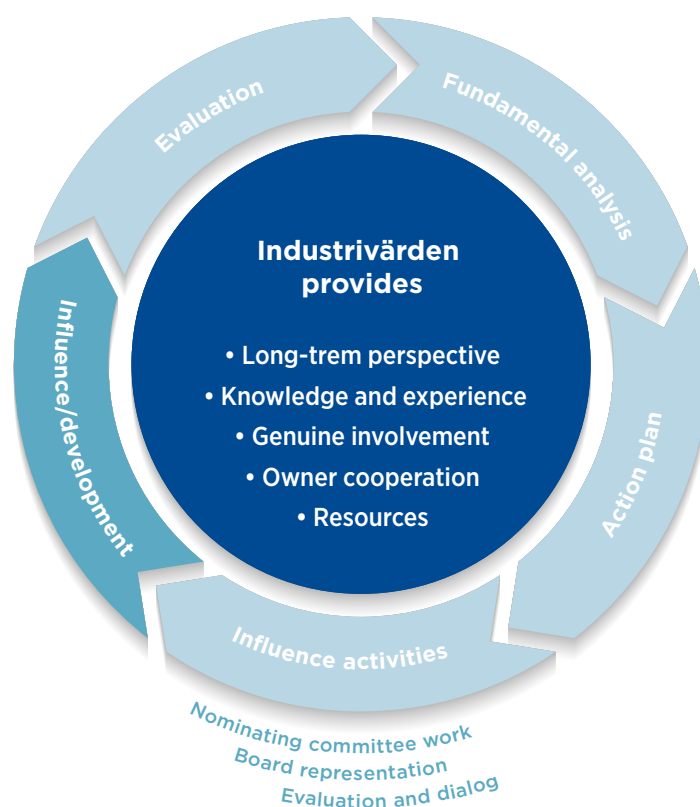 Evaluation
Fundamental analysis
Industrivärden
provides
• Long-trem perspective
• Knowledge and experience
• Genuine involvement
• Owner cooperation
• Resources
Influence/development
Action plan
Influence activities
Nominating committee work
Board representation
Evaluation and dialog